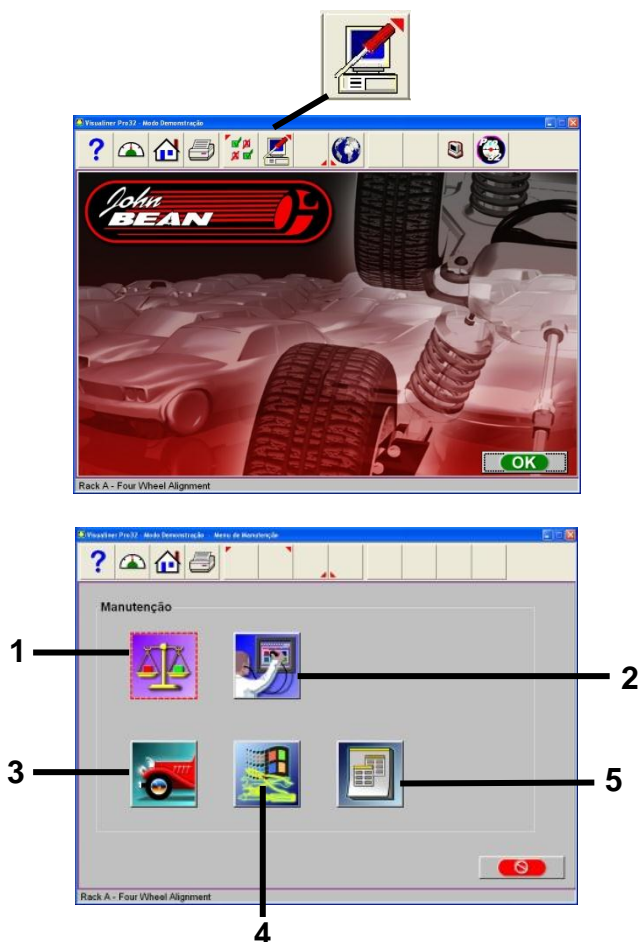 Visualiner Pro32 - Modo Demonstração
?
John
BEAN
OK
Rack A - Four Wheel Alignment
Visualiner Pro32 - Modo Demonstração Menu de Manutenção
?
Manutenção
1
2
3
5
Rack A - Four Wheel Alignment
4